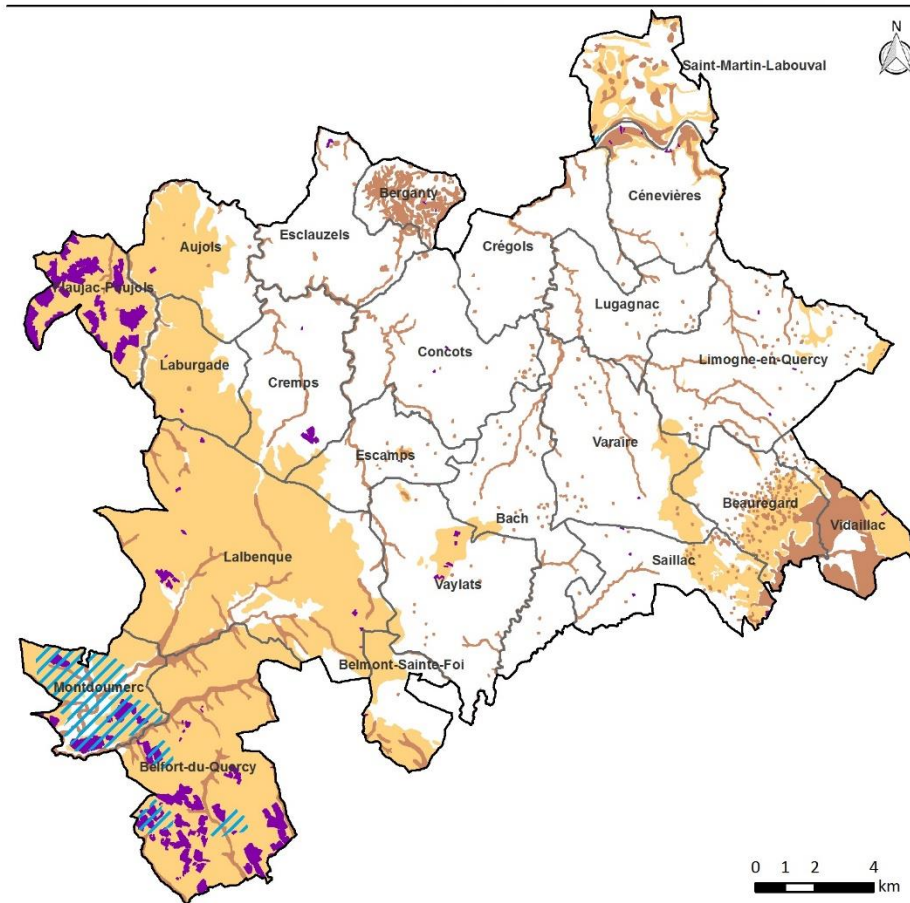 N
Saint-Martin-Labouval
Berganty
Cénevières
Esclauzels
Aujols
Crégols
Flaujac-Poujols
Lugagnac
Concots
Limogne-en-Quercy
Laburgade
Cremps
Varaire
Escamps
Beauregard
Bach
Vidaillac
Lalbenque
Saillac
Vaylats
Belmont-Sainte-Foi
Montdoumerc
Belfort-du-Quercy
0 1 2 4
km